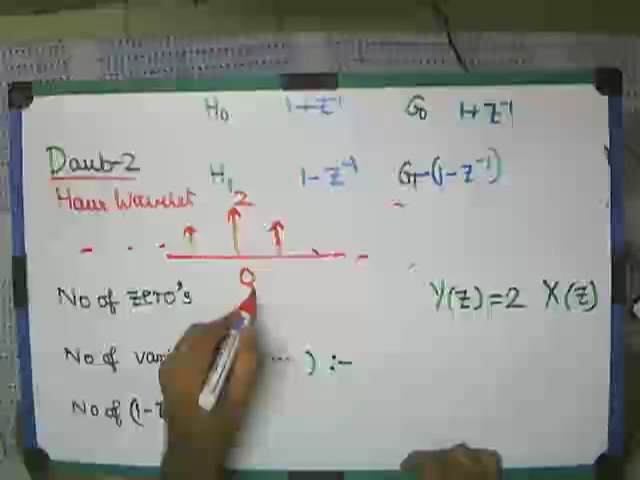 H₀ 1+z⁻¹ G₀ 1+z⁻¹
Daub-2
H₁ 1-z⁻¹ G₁ -(1-z⁻¹)
Haar Wavelet 2
0
No of zero's
Y(z)=2 X(z)
No of vani ... ) :-
No of (1-z